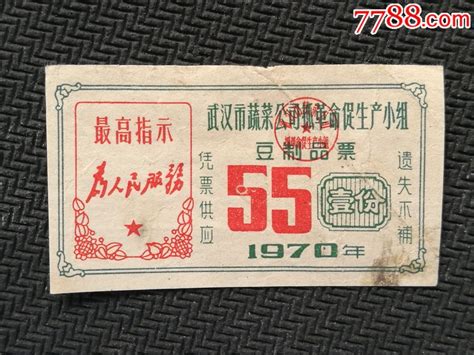 7788.com
最高指示
为人民服务
武汉市蔬菜公司抓革命促生产小组
豆制品票
凭票供应
55
壹份
遗失不补
1970年